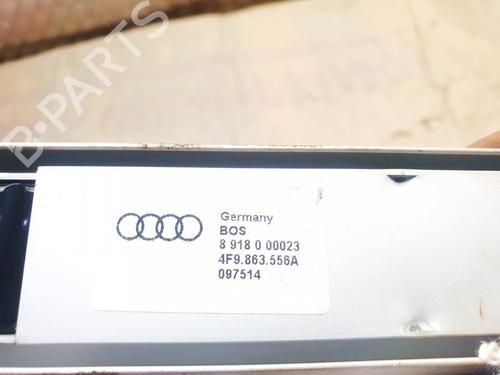 B-PARTS
Germany
BOS
8 918 0 00023
4F9.863.556A
097514